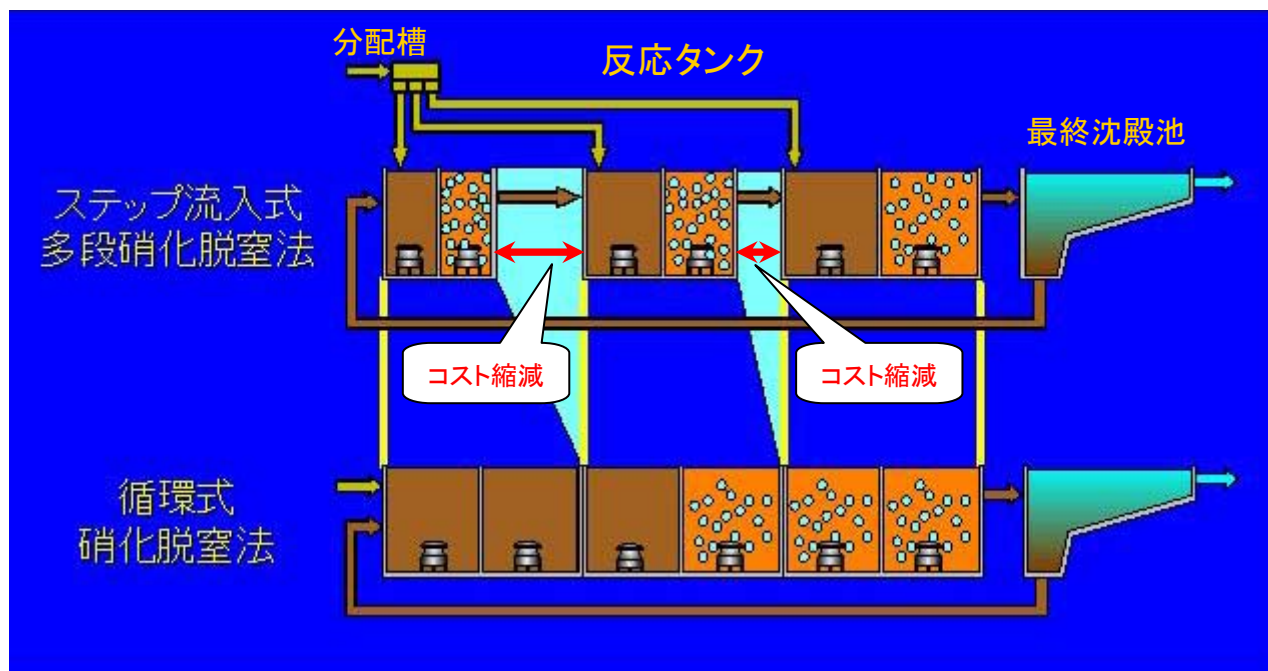 分配槽
反応タンク
最終沈殿池
ステップ流入式
多段硝化脱窒法
コスト縮減
コスト縮減
循環式
硝化脱窒法